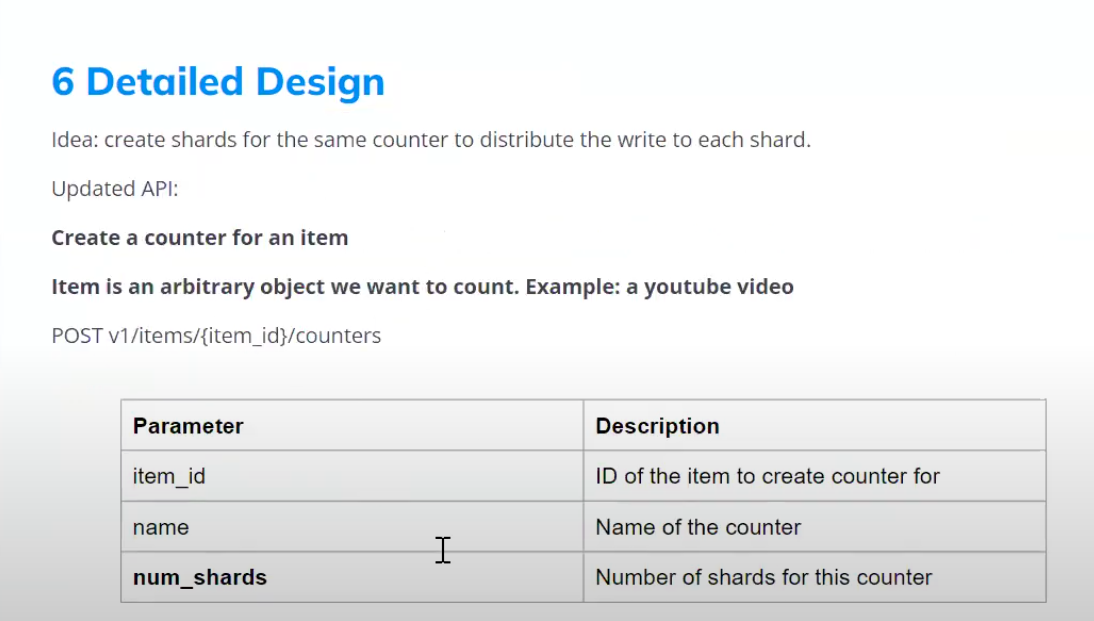 6 Detailed Design
Idea: create shards for the same counter to distribute the write to each shard.
Updated API:
Create a counter for an item
Item is an arbitrary object we want to count. Example: a youtube video
POST v1/items/{item_id}/counters
Parameter Description
item_id ID of the item to create counter for
name Name of the counter
num_shards Number of shards for this counter